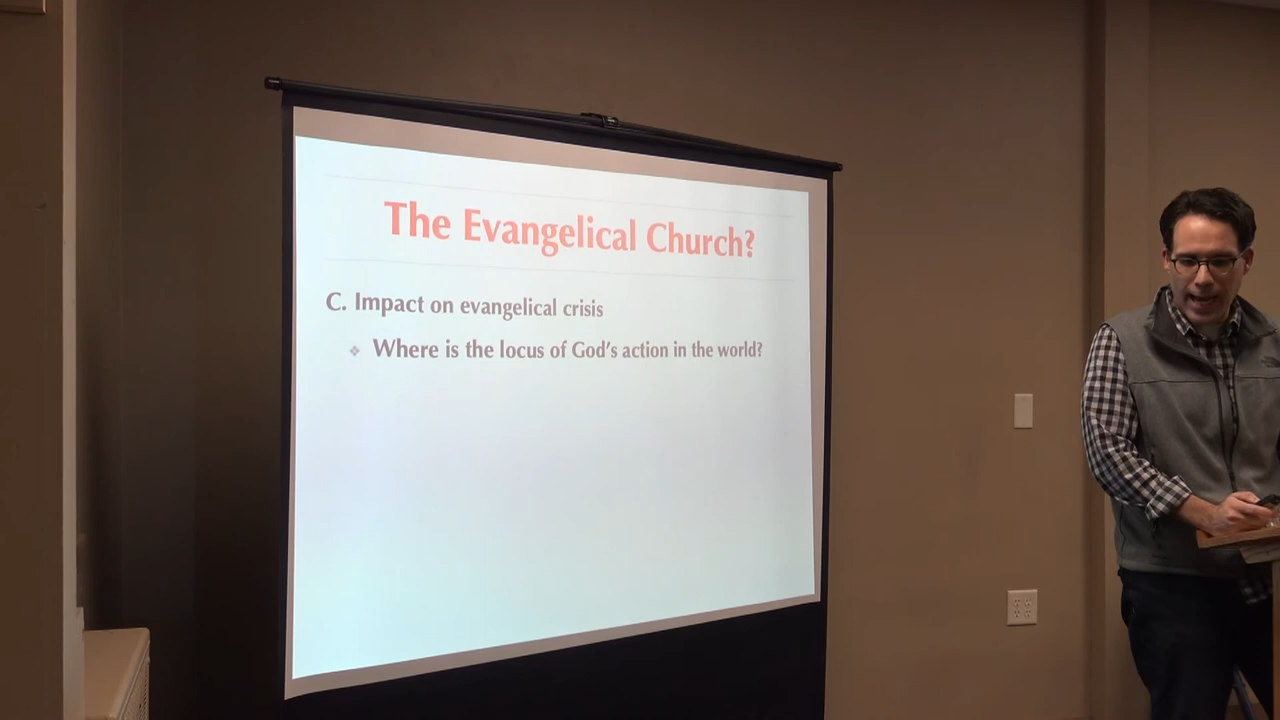 The Evangelical Church?
C. Impact on evangelical crisis
❖ Where is the locus of God's action in the world?